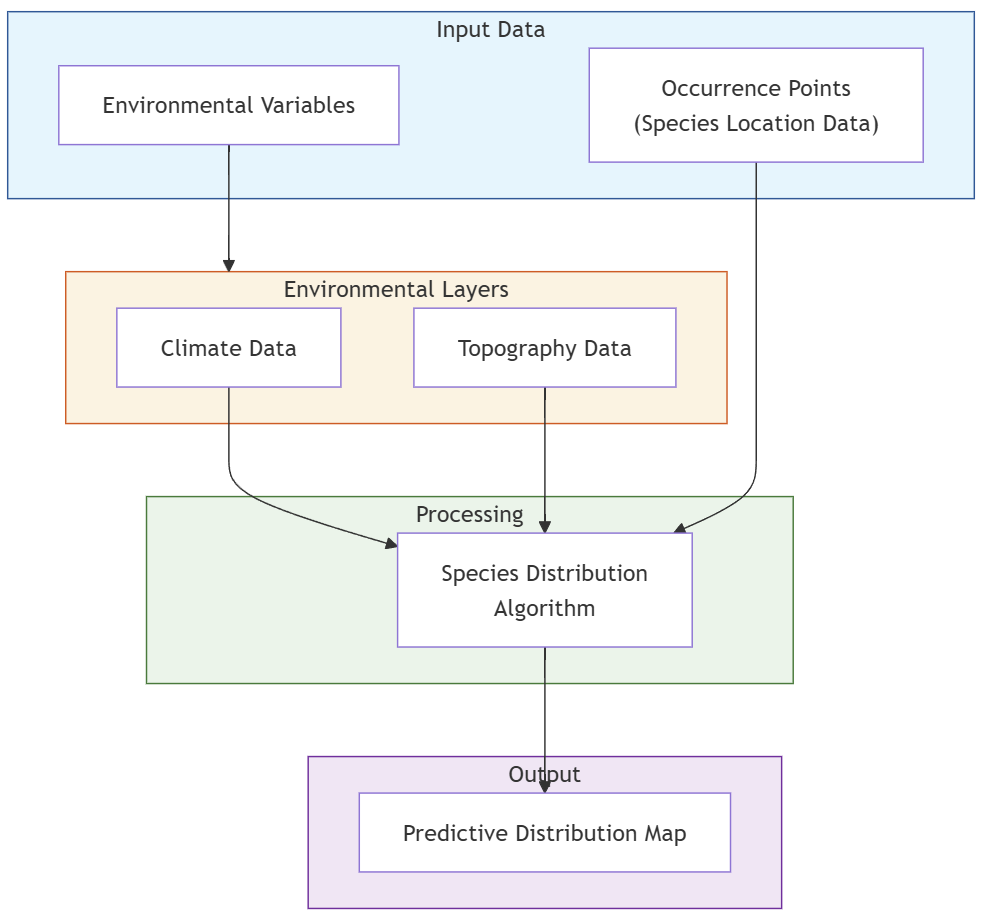 Input Data
Environmental Variables
Occurrence Points
(Species Location Data)
Environmental Layers
Climate Data
Topography Data
Processing
Species Distribution
Algorithm
Output
Predictive Distribution Map